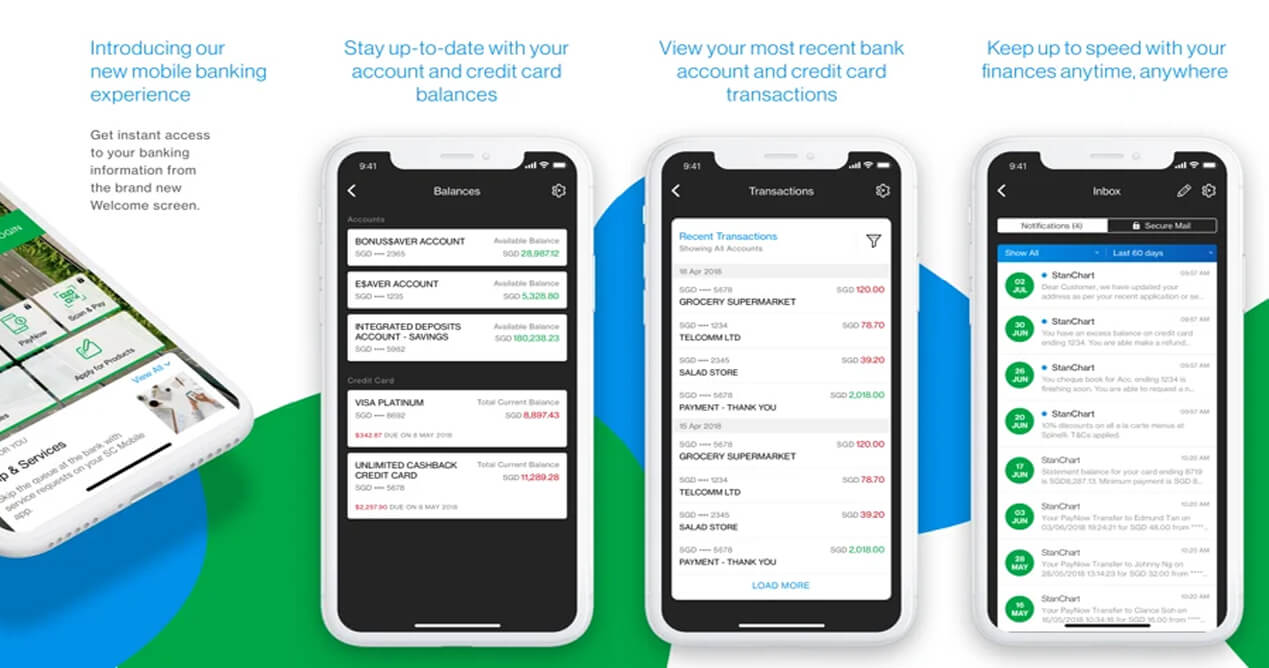 Introducing our
new mobile banking
experience
Get instant access
to your banking
information from
the brand new
Welcome screen.
LOGIN
PayNow
Scan & Pay
Apply for Products
View All
ON YOU
p & Services
Skip the queue at the bank with
service requests on your SC Mobile
app.
Stay up-to-date with your
account and credit card
balances
9:41
Balances
Accounts
BONUS$AVER ACCOUNT
Available Balance
SGD •••• 2365
SGD 28,987.12
E$AVER ACCOUNT
Available Balance
SGD •••• 1235
SGD 5,328.80
INTEGRATED DEPOSITS
ACCOUNT - SAVINGS
Available Balance
SGD •••• 5982
SGD 180,238.23
Credit Card
VISA PLATINUM
Total Current Balance
SGD •••• 8692
SGD 8,897.43
$342.87 DUE ON 8 MAY 2018
UNLIMITED CASHBACK
CREDIT CARD
Total Current Balance
SGD •••• 5678
SGD 11,289.28
$2,257.90 DUE ON 8 MAY 2018
View your most recent bank
account and credit card
transactions
9:41
Transactions
Recent Transactions
Showing All Accounts
18 Apr 2018
SGD •••• 5678
SGD 120.00
GROCERY SUPERMARKET
SGD •••• 1234
SGD 78.70
TELCOMM LTD
SGD •••• 2345
SGD 39.20
SALAD STORE
SGD •••• 5678
SGD 2,018.00
PAYMENT - THANK YOU
15 Apr 2018
SGD •••• 5678
SGD 120.00
GROCERY SUPERMARKET
SGD •••• 1234
SGD 78.70
TELCOMM LTD
SGD •••• 2345
SGD 39.20
SALAD STORE
SGD •••• 5678
SGD 2,018.00
PAYMENT - THANK YOU
LOAD MORE
Keep up to speed with your
finances anytime, anywhere
9:41
Inbox
Notifications (4)
Secure Mail
Show All
Last 60 days
02
JUL
StanChart
09:57 AM
Dear Customer, we have updated your
address as per your recent application or se...
30
JUN
StanChart
09:57 AM
You have an excess balance on credit card
ending 1234. You are able make a refund...
26
JUN
StanChart
09:57 AM
You cheque book for Acc. ending 1234 is
finishing soon. You are able to request a n...
20
JUN
StanChart
09:57 AM
10% discounts on all a la carte menus at
Spinelli. T&Cs applied.
17
JUN
StanChart
10:20 AM
Statement balance for your card ending 8719
is SGD8,287.13. Minimum payment is SGD 8...
03
JUN
StanChart
10:20 AM
Your PayNow Transfer to Edmund Tan on
03/06/2018 19:24:21 for SGD 48.00 from ****...
28
MAY
StanChart
10:20 AM
Your PayNow Transfer to Johnny Ng on
28/05/2018 13:14:23 for SGD 32.00 from ****...
16
MAY
StanChart
10:20 AM
Your PayNow Transfer to Clarice Soh on
16/05/2018 10:34:16 for SGD 16.00 from ****...